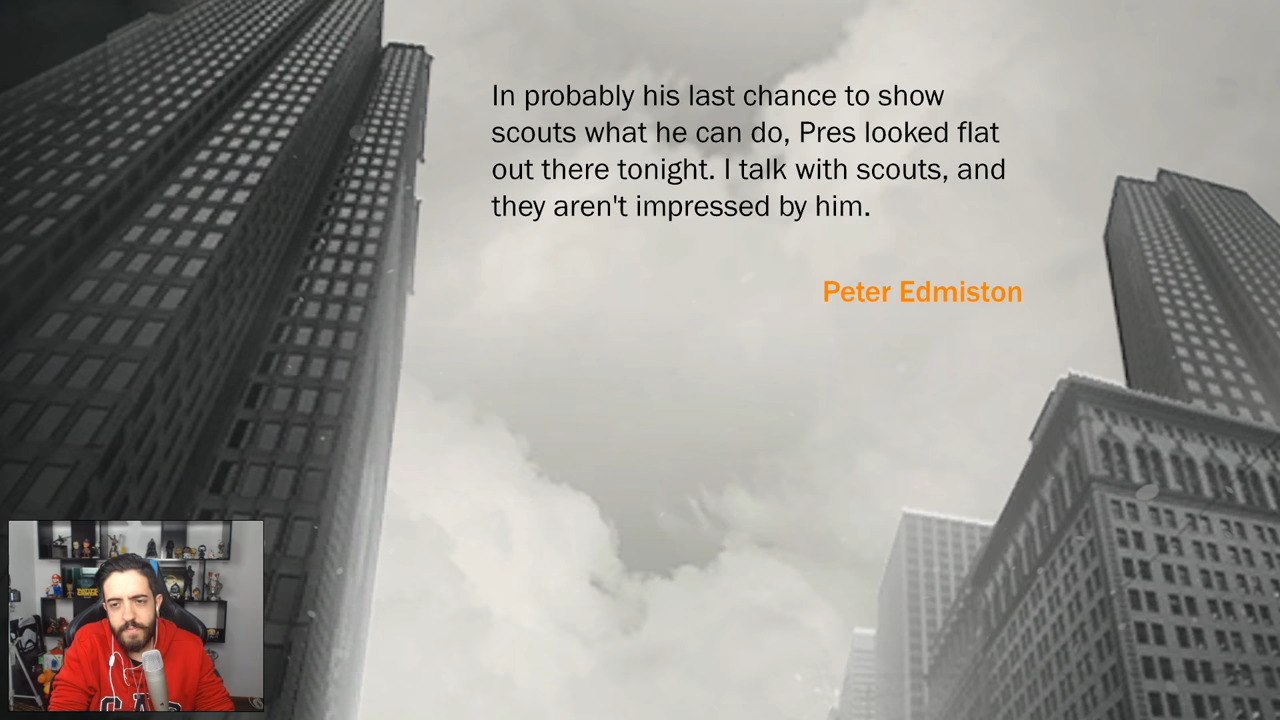 In probably his last chance to show
scouts what he can do, Pres looked flat
out there tonight. I talk with scouts, and
they aren't impressed by him.
Peter Edmiston